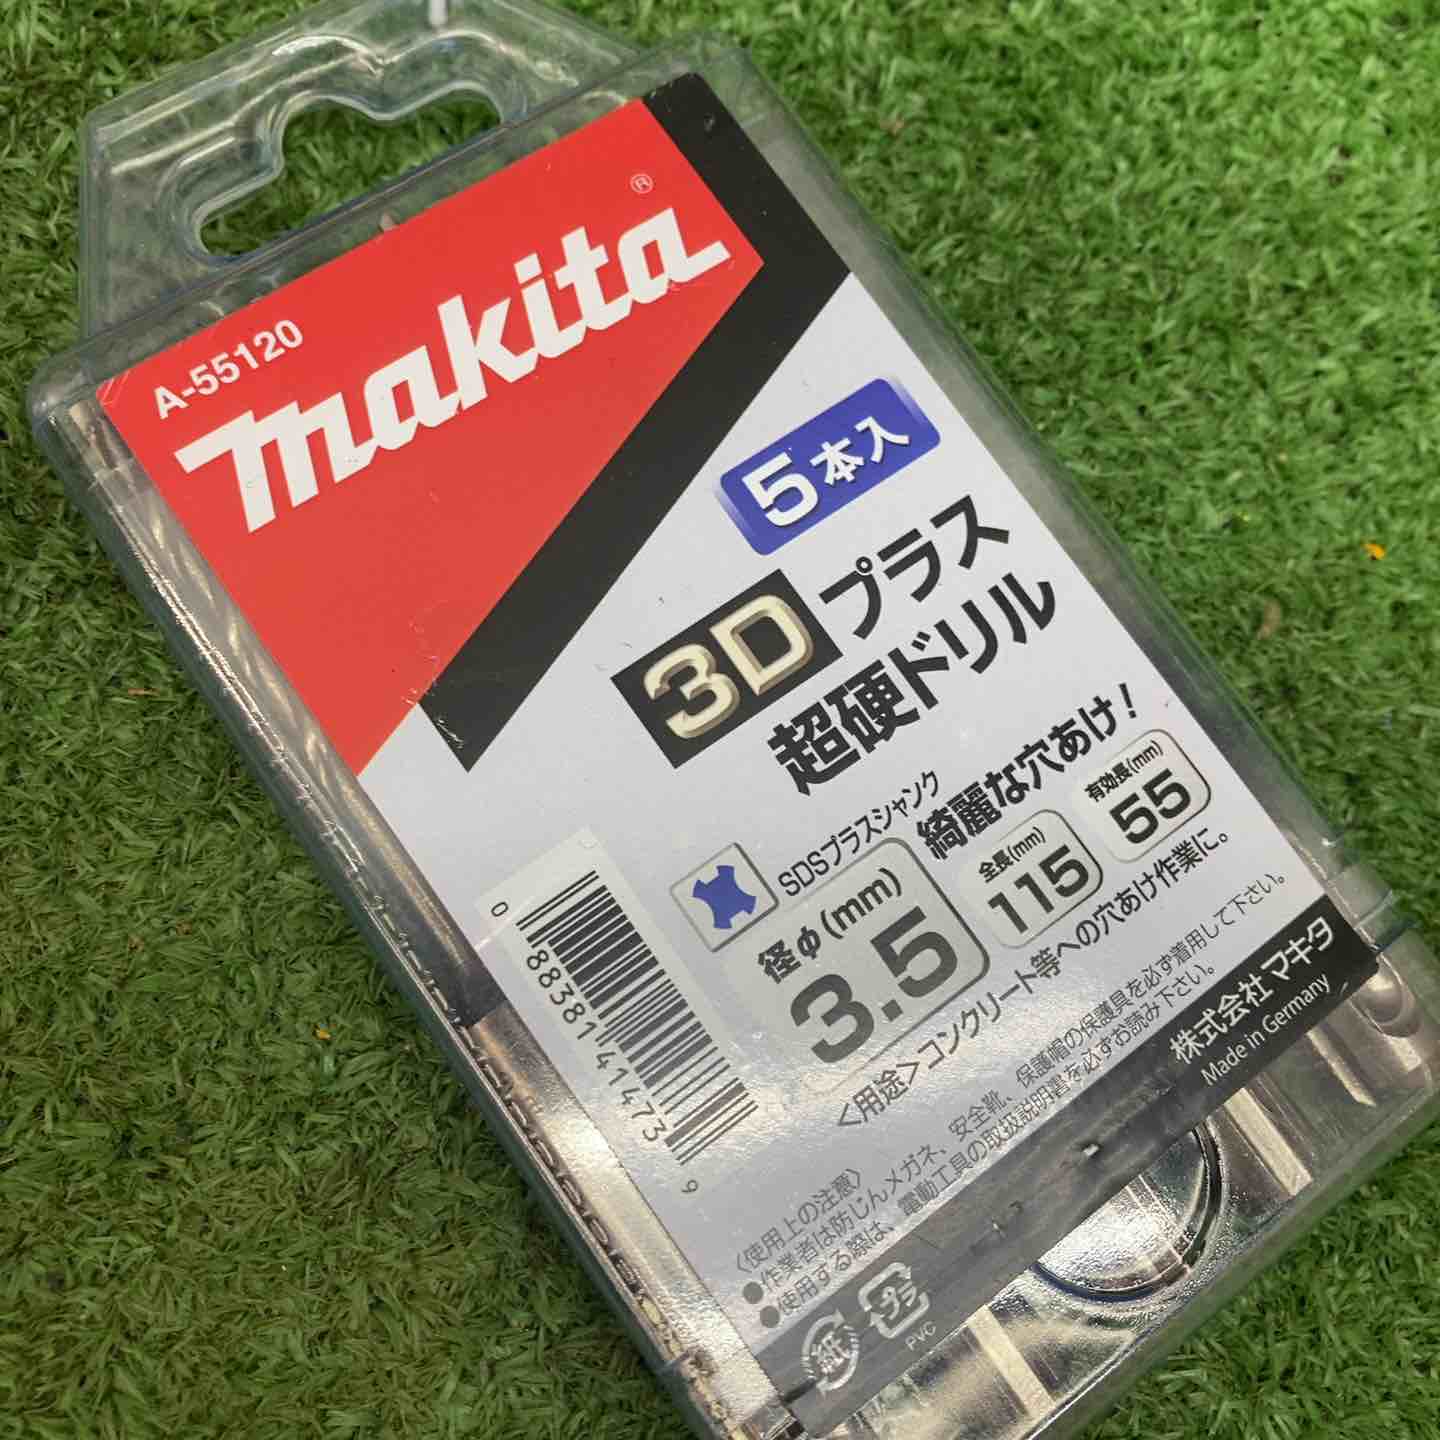 A-55120
makita®
5本入
3Dプラス
超硬ドリル
SDSプラスシャンク
綺麗な穴あけ！
径φ(mm)
3.5
全長(mm)
115
有効長(mm)
55
<用途>コンクリート等への穴あけ作業に。
〈使用上の注意〉
●作業者は防じんメガネ、安全靴、保護帽の保護具を必ず着用して下さい。
●使用する際は、電動工具の取扱説明書を必ずお読み下さい。
株式会社マキタ
Made in Germany
0 88381 41473 9
紙
プラ
PVC